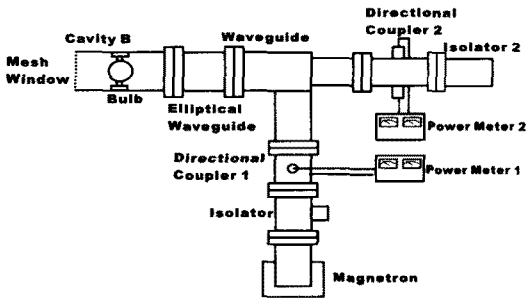 Cavity B
Waveguide
Directional
Coupler 2
Isolator 2
Mesh
Window
Bulb
Elliptical
Waveguide
Power Meter 2
Directional
Coupler 1
Power Meter 1
Isolator
Magnetron